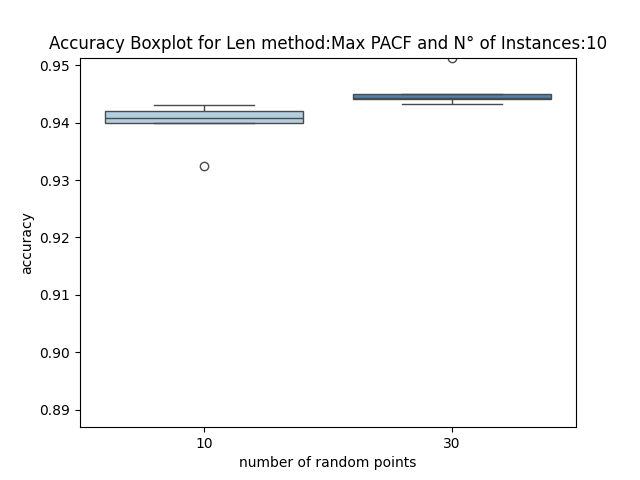 Accuracy Boxplot for Len method:Max PACF and N° of Instances:10
0.95
0.94
0.93
0.92
0.91
0.90
0.89
accuracy
10 30
number of random points